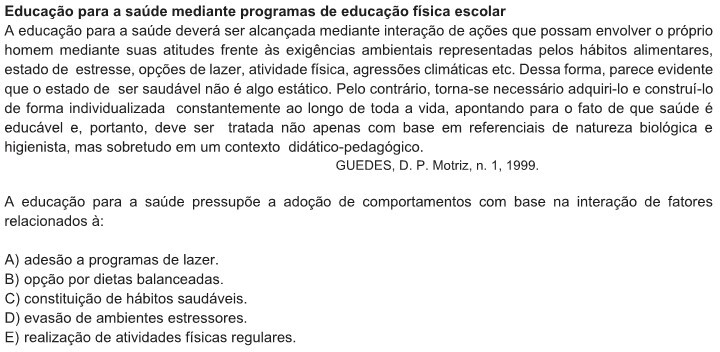 Educação para a saúde mediante programas de educação física escolar
A educação para a saúde deverá ser alcançada mediante interação de ações que possam envolver o próprio
homem mediante suas atitudes frente às exigências ambientais representadas pelos hábitos alimentares,
estado de estresse, opções de lazer, atividade física, agressões climáticas etc. Dessa forma, parece evidente
que o estado de ser saudável não é algo estático. Pelo contrário, torna-se necessário adquiri-lo e construí-lo
de forma individualizada constantemente ao longo de toda a vida, apontando para o fato de que saúde é
educável e, portanto, deve ser tratada não apenas com base em referenciais de natureza biológica e
higienista, mas sobretudo em um contexto didático-pedagógico.
GUEDES, D. P. Motriz, n. 1, 1999.
A educação para a saúde pressupõe a adoção de comportamentos com base na interação de fatores
relacionados à:
A) adesão a programas de lazer.
B) opção por dietas balanceadas.
C) constituição de hábitos saudáveis.
D) evasão de ambientes estressores.
E) realização de atividades físicas regulares.